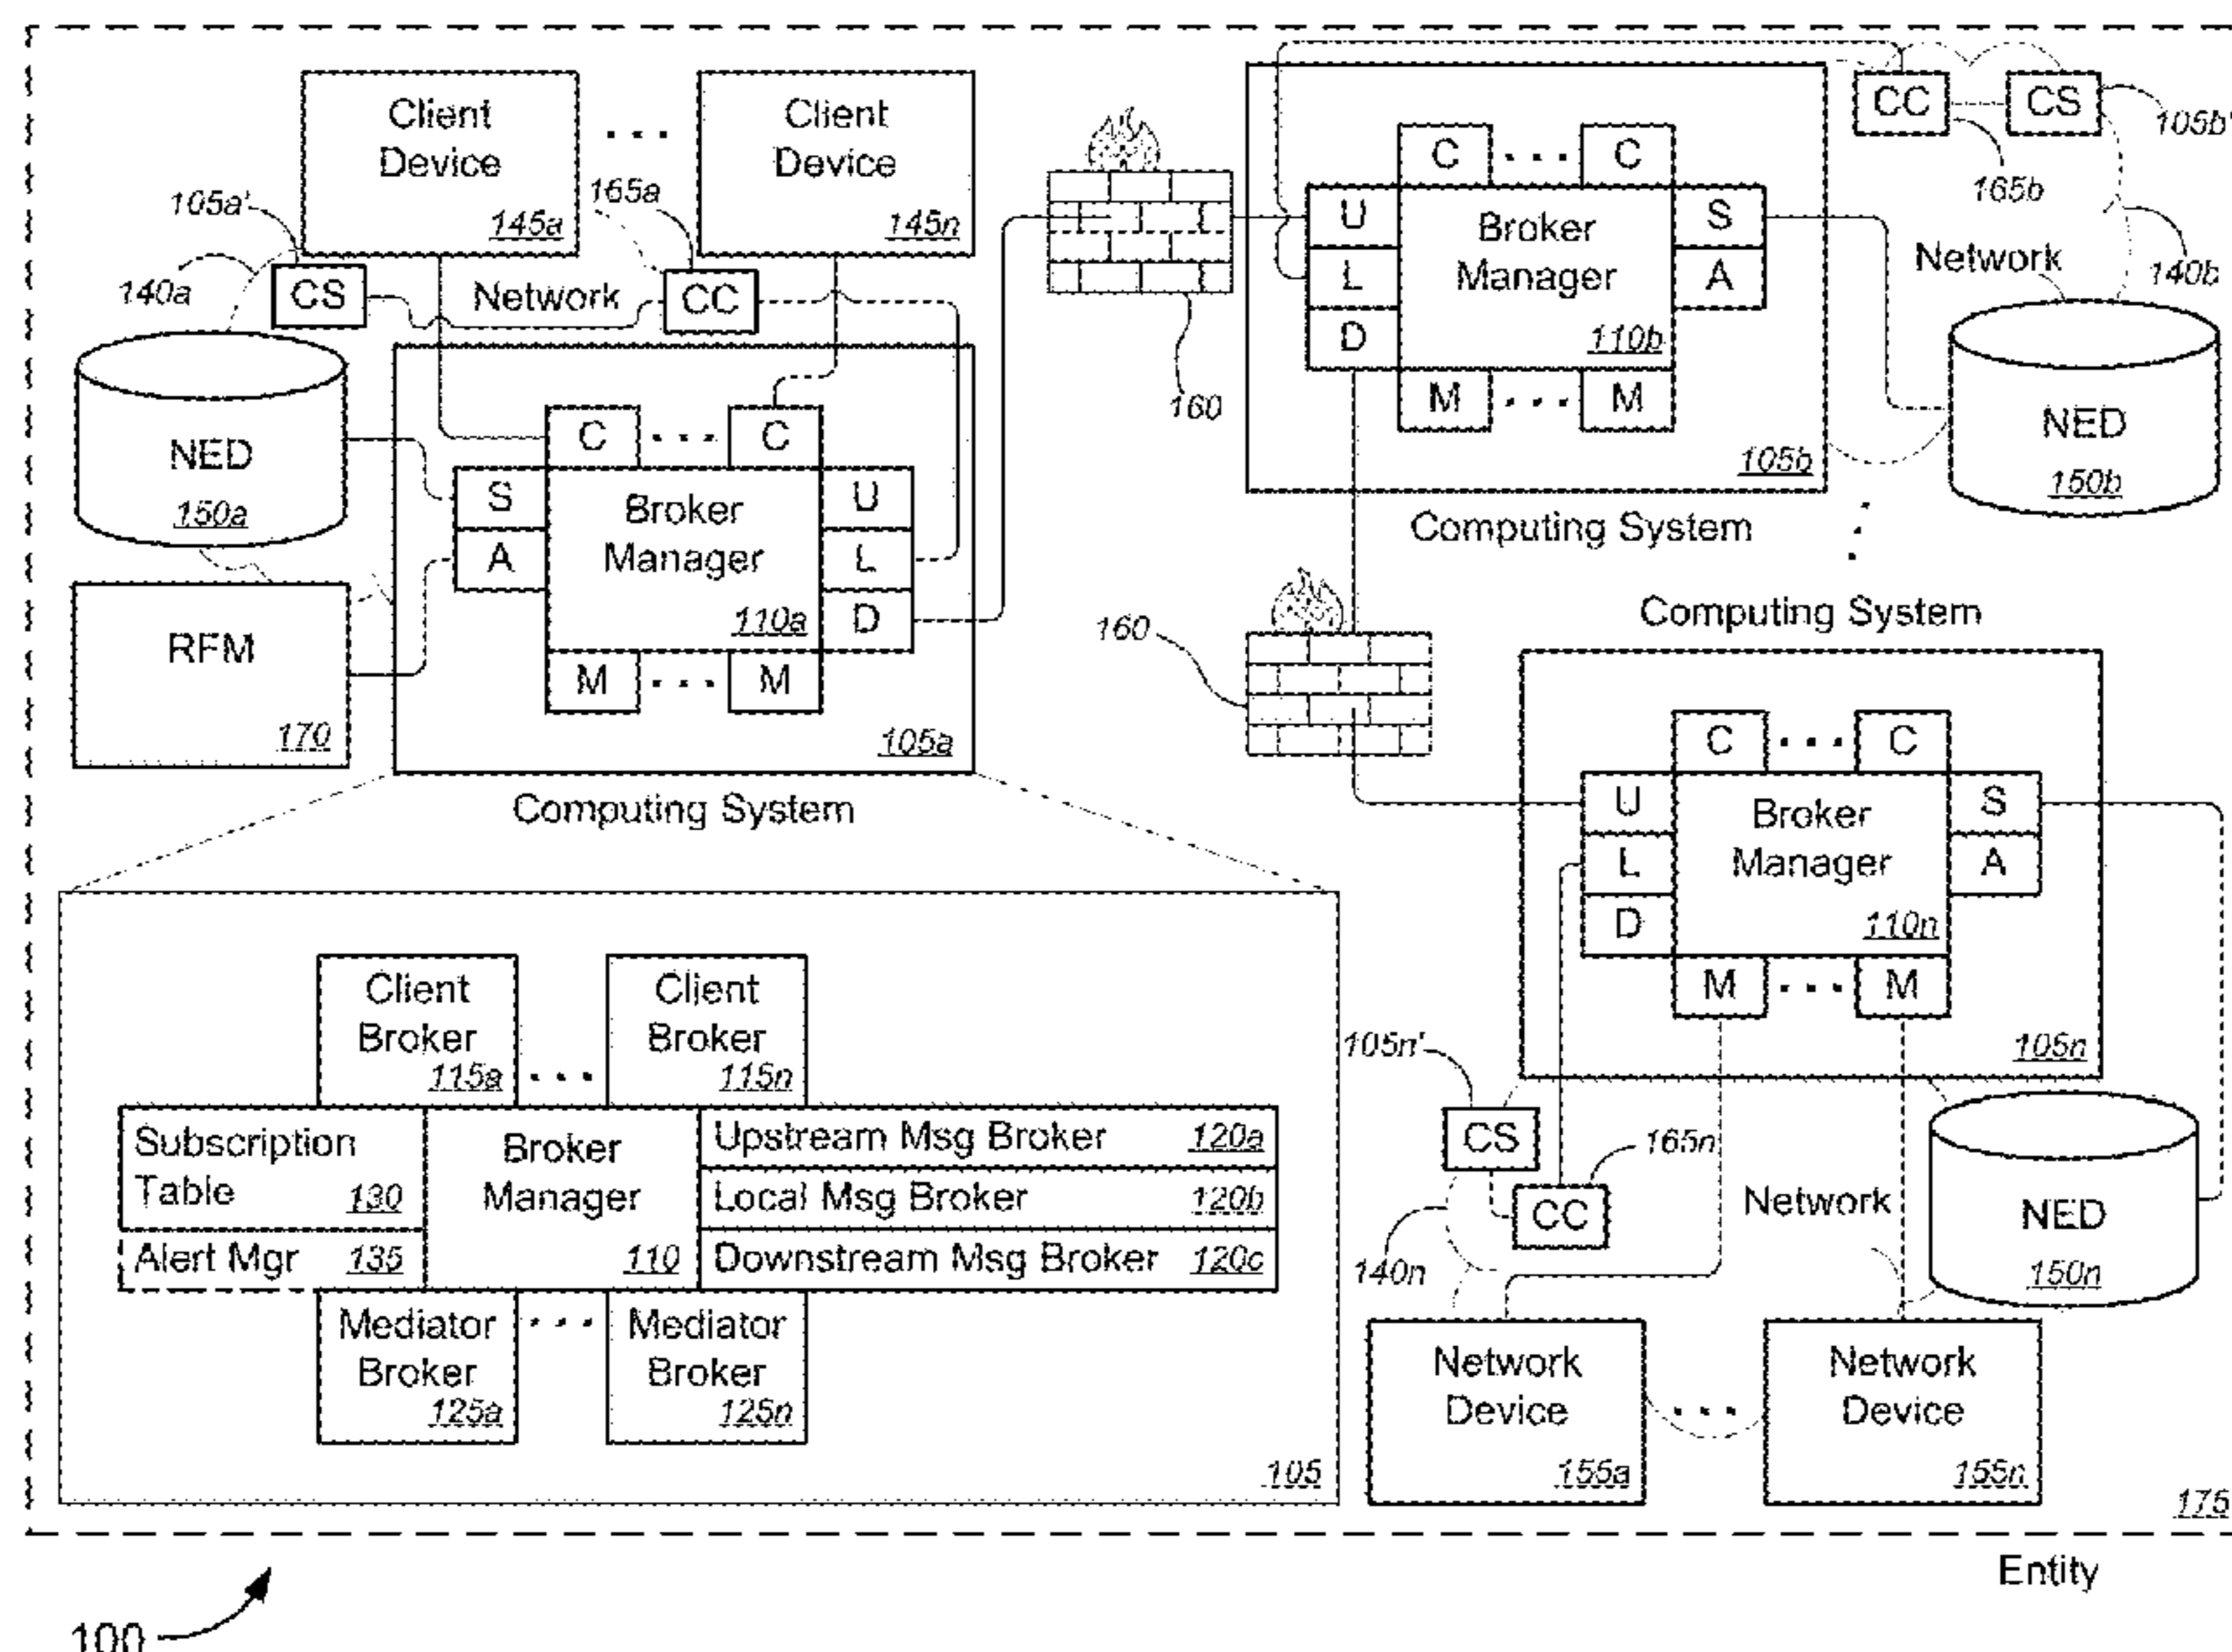 Client
Device
145a
...
Client
Device
145n
105a'
165a
140a
CS
Network
CC
NED
150a
RFM
170
C ... C
S
A
Broker
Manager
110a
U
L
D
M ... M
105a
Computing System
160
C ... C
U
L
D
Broker
Manager
110b
S
A
M ... M
105b
Computing System
CC
CS
105b'
165b
Network
140b
NED
150b
160
Computing System
C ... C
U
L
D
Broker
Manager
110n
S
A
M ... M
105n
105n'
CS
165n
CC
140n
Network
NED
150n
Network
Device
155a
...
Network
Device
155n
Client
Broker
115a
...
Client
Broker
115n
Subscription
Table 130
Alert Mgr 135
Broker
Manager
110
Upstream Msg Broker 120a
Local Msg Broker 120b
Downstream Msg Broker 120c
Mediator
Broker
125a
...
Mediator
Broker
125n
105
175
Entity
100